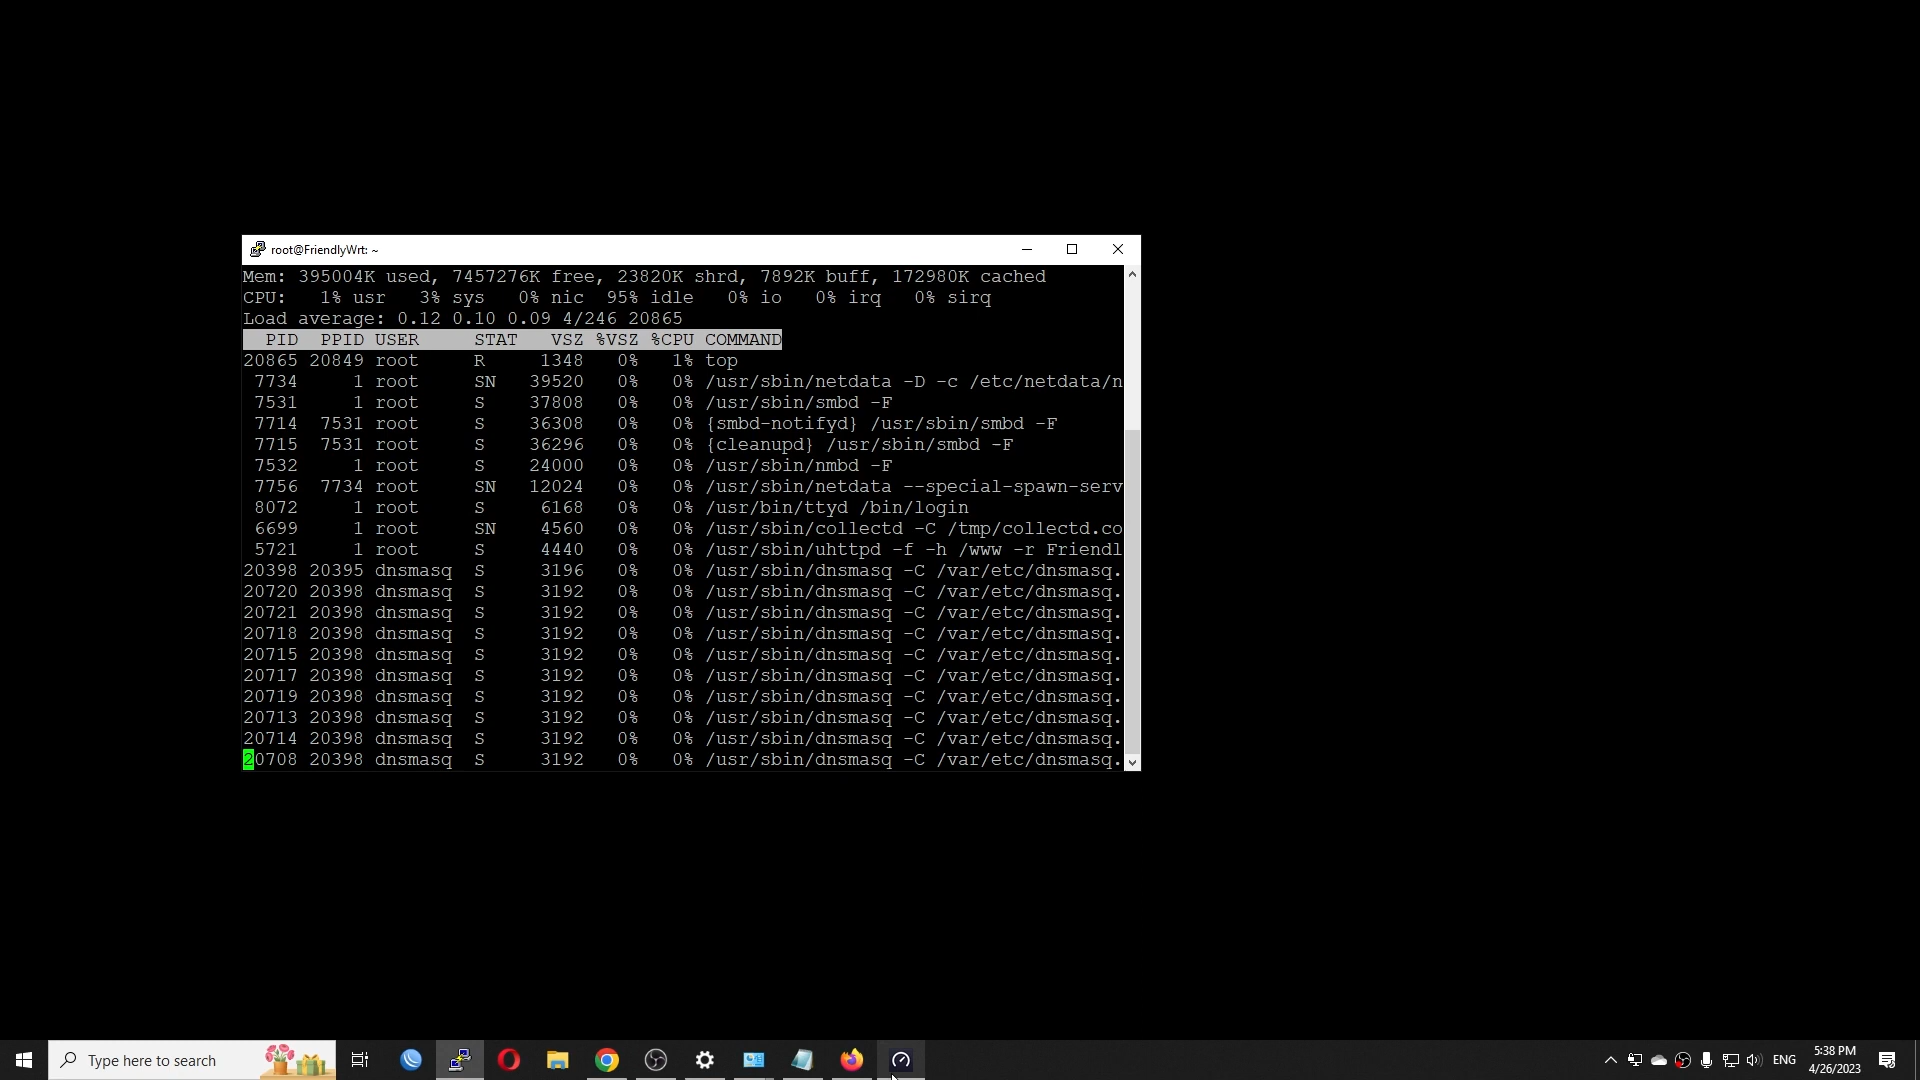 root@FriendlyWrt: ~
Mem: 395004K used, 7457276K free, 23820K shrd, 7892K buff, 172980K cached
CPU:   1% usr   3% sys   0% nic  95% idle   0% io   0% irq   0% sirq
Load average: 0.12 0.10 0.09 4/246 20865
  PID  PPID USER     STAT   VSZ %VSZ %CPU COMMAND
20865 20849 root     R     1348   0%   1% top
 7734     1 root     SN   39520   0%   0% /usr/sbin/netdata -D -c /etc/netdata/n
 7531     1 root     S    37808   0%   0% /usr/sbin/smbd -F
 7714  7531 root     S    36308   0%   0% {smbd-notifyd} /usr/sbin/smbd -F
 7715  7531 root     S    36296   0%   0% {cleanupd} /usr/sbin/smbd -F
 7532     1 root     S    24000   0%   0% /usr/sbin/nmbd -F
 7756  7734 root     SN   12024   0%   0% /usr/sbin/netdata --special-spawn-serv
 8072     1 root     S     6168   0%   0% /usr/bin/ttyd /bin/login
 6699     1 root     SN    4560   0%   0% /usr/sbin/collectd -C /tmp/collectd.co
 5721     1 root     S     4440   0%   0% /usr/sbin/uhttpd -f -h /www -r Friendl
20398 20395 dnsmasq  S     3196   0%   0% /usr/sbin/dnsmasq -C /var/etc/dnsmasq.
20720 20398 dnsmasq  S     3192   0%   0% /usr/sbin/dnsmasq -C /var/etc/dnsmasq.
20721 20398 dnsmasq  S     3192   0%   0% /usr/sbin/dnsmasq -C /var/etc/dnsmasq.
20718 20398 dnsmasq  S     3192   0%   0% /usr/sbin/dnsmasq -C /var/etc/dnsmasq.
20715 20398 dnsmasq  S     3192   0%   0% /usr/sbin/dnsmasq -C /var/etc/dnsmasq.
20717 20398 dnsmasq  S     3192   0%   0% /usr/sbin/dnsmasq -C /var/etc/dnsmasq.
20719 20398 dnsmasq  S     3192   0%   0% /usr/sbin/dnsmasq -C /var/etc/dnsmasq.
20713 20398 dnsmasq  S     3192   0%   0% /usr/sbin/dnsmasq -C /var/etc/dnsmasq.
20714 20398 dnsmasq  S     3192   0%   0% /usr/sbin/dnsmasq -C /var/etc/dnsmasq.
20708 20398 dnsmasq  S     3192   0%   0% /usr/sbin/dnsmasq -C /var/etc/dnsmasq.
Type here to search
ENG
5:38 PM
4/26/2023